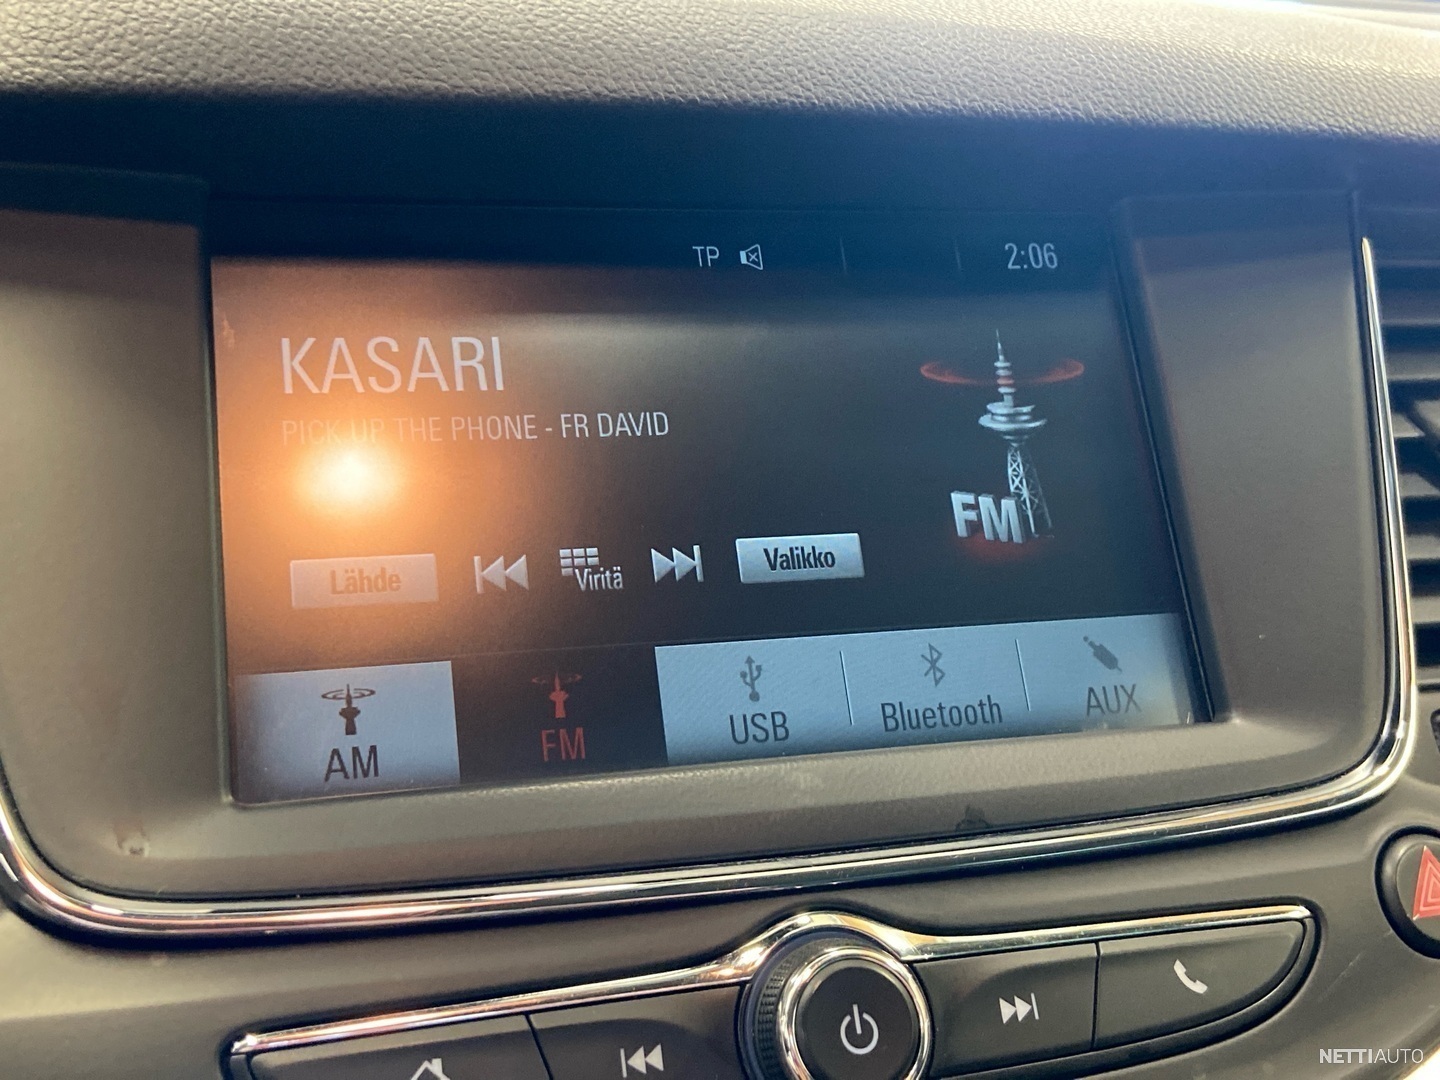 TP 2:06
KASARI
PICK UP THE PHONE - FR DAVID
FM
Lähde Viritä Valikko
AM FM USB Bluetooth AUX
NETTIAUTO